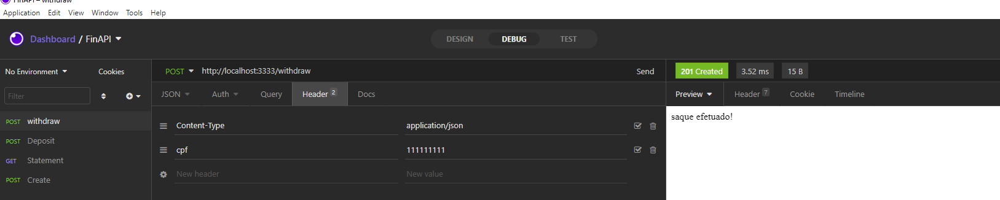 FinAPI – withdraw
Application Edit View Window Tools Help
Dashboard / FinAPI
DESIGN DEBUG TEST
No Environment Cookies
POST http://localhost:3333/withdraw Send
201 Created 3.52 ms 15 B
Filter
JSON Auth Query Header 2 Docs
Preview Header 7 Cookie Timeline
POST withdraw
POST Deposit
GET Statement
POST Create
Content-Type application/json
cpf 111111111
New header New value
saque efetuado!